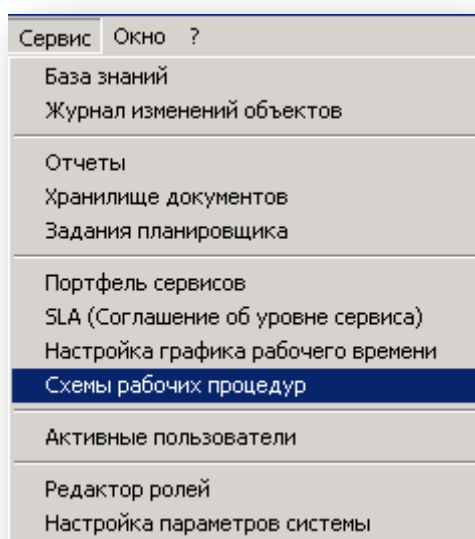 Сервис Окно ?
База знаний
Журнал изменений объектов
Отчеты
Хранилище документов
Задания планировщика
Портфель сервисов
SLA (Соглашение об уровне сервиса)
Настройка графика рабочего времени
Схемы рабочих процедур
Активные пользователи
Редактор ролей
Настройка параметров системы